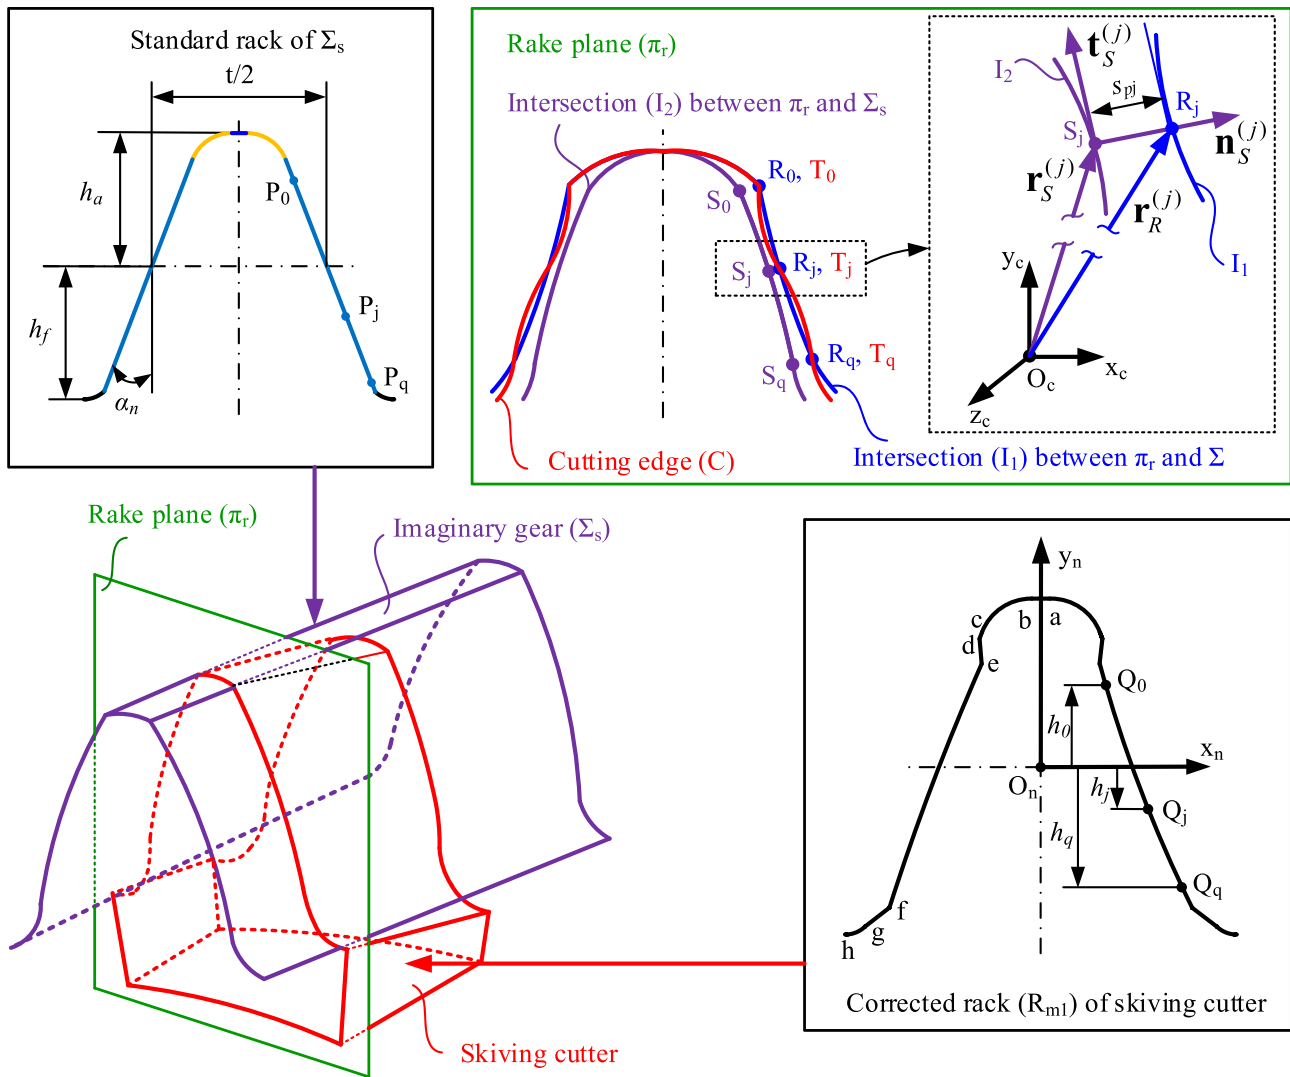 Standard rack of Σs
t/2
ha
P0
hf
Pj
Pq
αn
Rake plane (πr)
Intersection (I2) between πr and Σs
R0, T0
S0
Rj, Tj
Sj
Rq, Tq
Sq
Cutting edge (C)
Intersection (I1) between πr and Σ
tS(j)
I2
spj
Rj
Sj
nS(j)
rS(j)
rR(j)
I1
yc
xc
Oc
zc
Rake plane (πr)
Imaginary gear (Σs)
Skiving cutter
yn
c
b
a
d
e
Q0
h0
xn
On
hj
Qj
hq
Qq
f
g
h
Corrected rack (Rm1) of skiving cutter